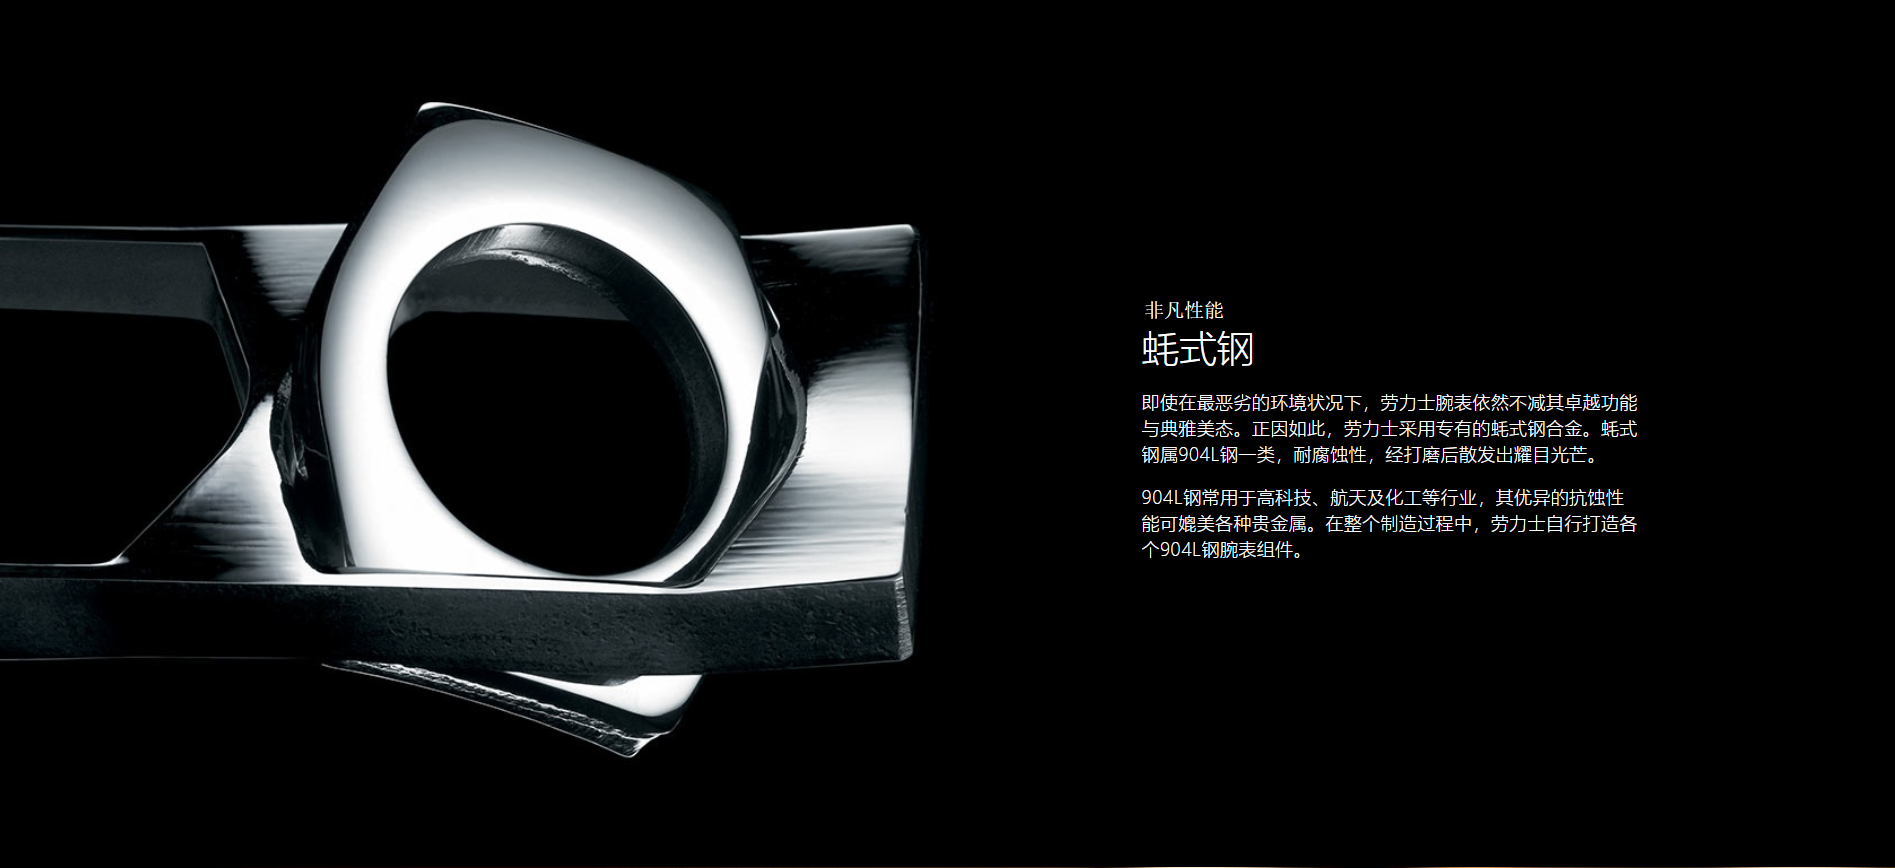 非凡性能
蚝式钢
即使在最恶劣的环境状况下，劳力士腕表依然不减其卓越功能
与典雅美态。正因如此，劳力士采用专有的蚝式钢合金。蚝式
钢属904L钢一类，耐腐蚀性，经打磨后散发出耀目光芒。
904L钢常用于高科技、航天及化工等行业，其优异的抗蚀性
能可媲美各种贵金属。在整个制造过程中，劳力士自行打造各
个904L钢腕表组件。